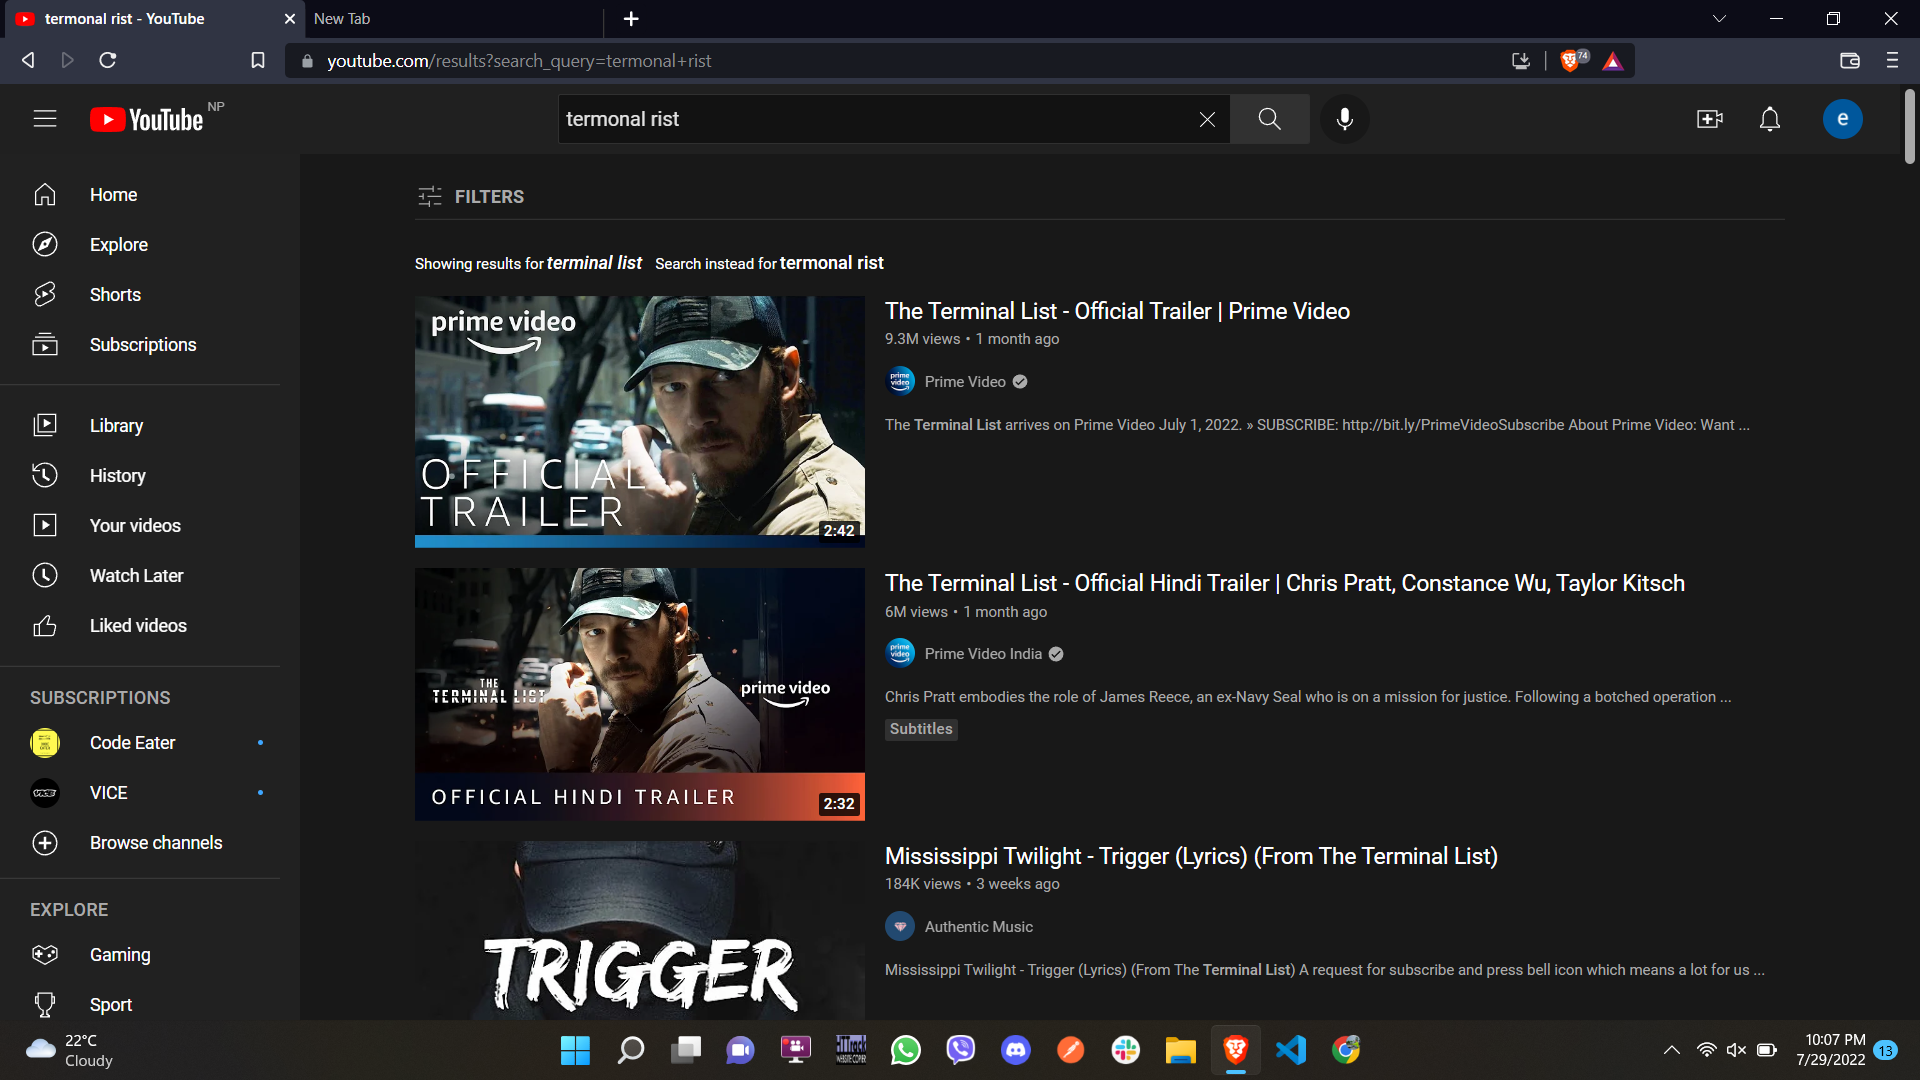 termonal rist - YouTube
New Tab
youtube.com/results?search_query=termonal+rist
74
YouTube NP
termonal rist
e
Home
Explore
Shorts
Subscriptions
Library
History
Your videos
Watch Later
Liked videos
SUBSCRIPTIONS
Code Eater
VICE
Browse channels
EXPLORE
Gaming
Sport
FILTERS
Showing results for terminal list Search instead for termonal rist
prime video
OFFICIAL
TRAILER
2:42
The Terminal List - Official Trailer | Prime Video
9.3M views • 1 month ago
prime
video
Prime Video
The Terminal List arrives on Prime Video July 1, 2022. » SUBSCRIBE: http://bit.ly/PrimeVideoSubscribe About Prime Video: Want ...
THE
TERMINAL LIST
prime video
OFFICIAL HINDI TRAILER
2:32
The Terminal List - Official Hindi Trailer | Chris Pratt, Constance Wu, Taylor Kitsch
6M views • 1 month ago
prime
video
Prime Video India
Chris Pratt embodies the role of James Reece, an ex-Navy Seal who is on a mission for justice. Following a botched operation ...
Subtitles
TRIGGER
Mississippi Twilight - Trigger (Lyrics) (From The Terminal List)
184K views • 3 weeks ago
Authentic Music
Mississippi Twilight - Trigger (Lyrics) (From The Terminal List) A request for subscribe and press bell icon which means a lot for us ...
22°C
Cloudy
HTTrack
WEBSITE COPIER
10:07 PM
7/29/2022
13